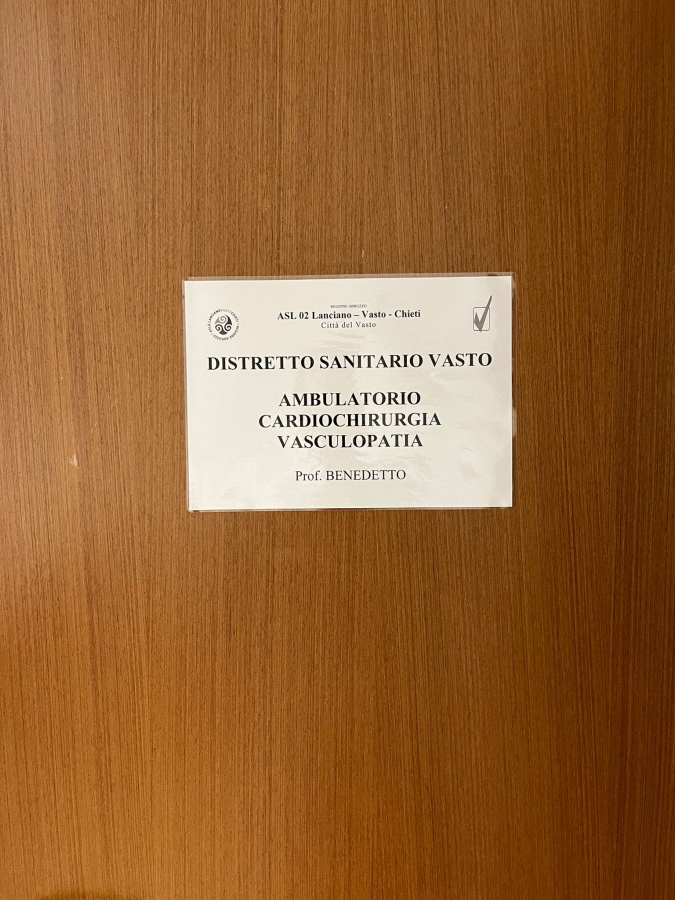 REGIONE ABRUZZO
ASL 02 Lanciano – Vasto - Chieti
Città del Vasto
DISTRETTO SANITARIO VASTO
AMBULATORIO
CARDIOCHIRURGIA
VASCULOPATIA
Prof. BENEDETTO